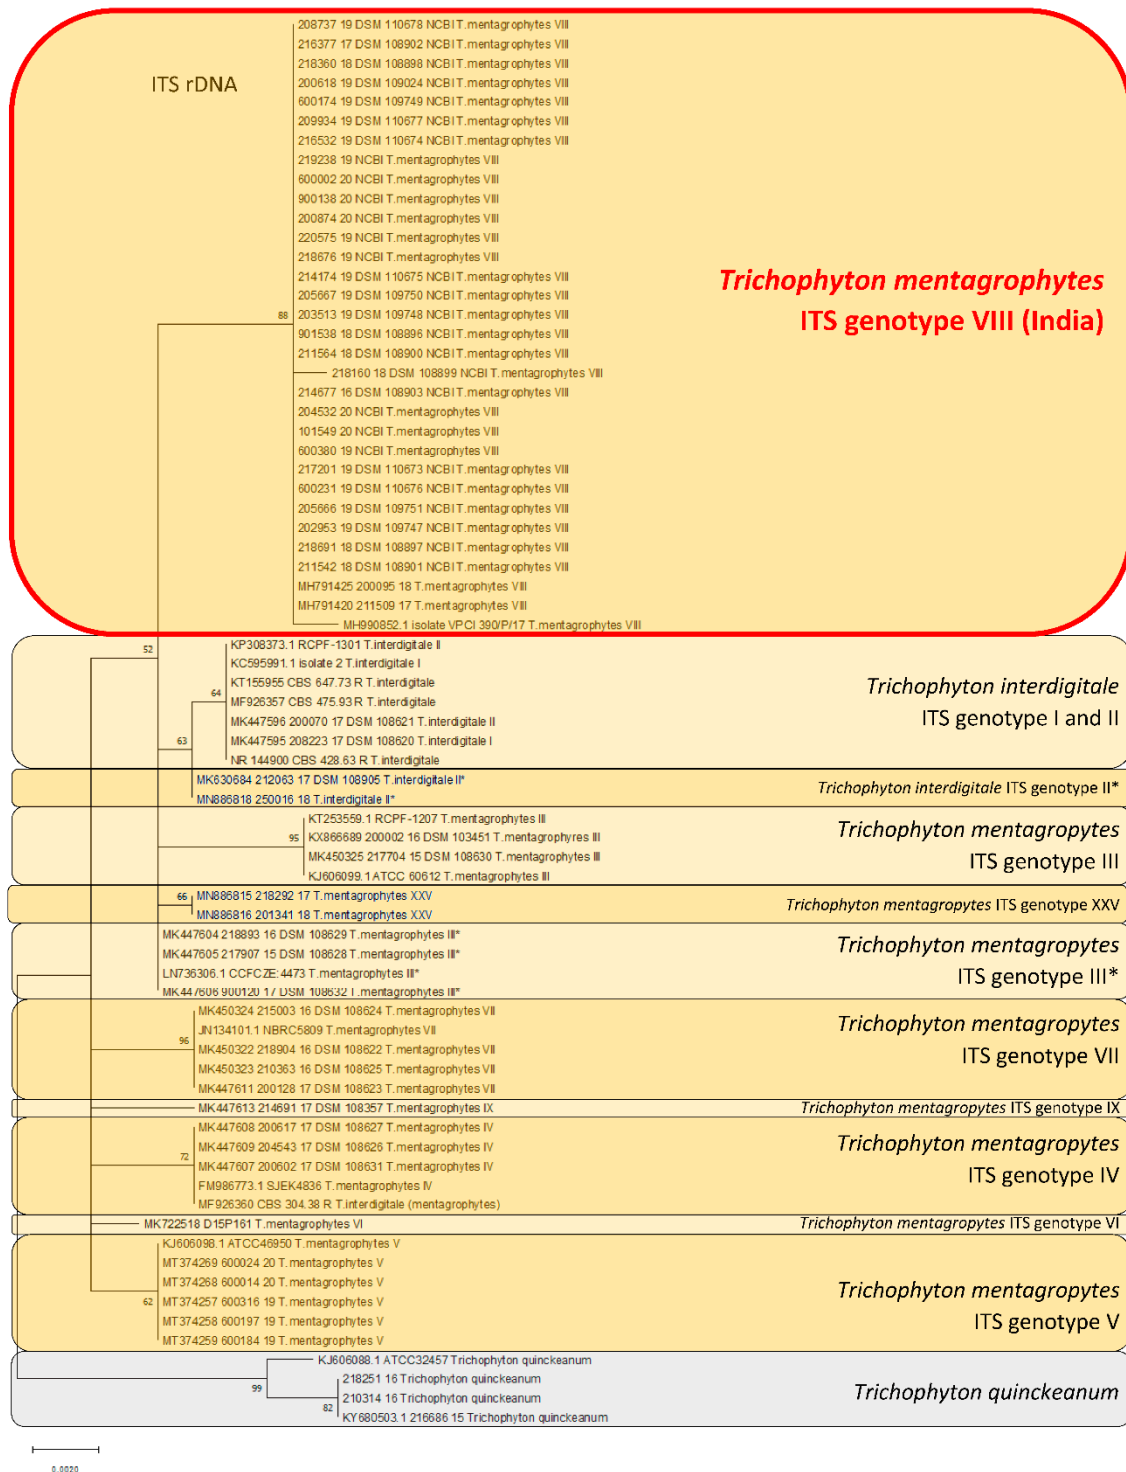 208737 19 DSM 110678 NCBI T.mentagrophytes VIII
216377 17 DSM 108902 NCBI T.mentagrophytes VIII
218360 18 DSM 108898 NCBI T.mentagrophytes VIII
ITS rDNA
200618 19 DSM 109024 NCBI T.mentagrophytes VIII
600174 19 DSM 109749 NCBI T.mentagrophytes VIII
209934 19 DSM 110677 NCBI T.mentagrophytes VIII
216532 19 DSM 110674 NCBI T.mentagrophytes VIII
219238 19 NCBI T.mentagrophytes VIII
600002 20 NCBI T.mentagrophytes VIII
900138 20 NCBI T.mentagrophytes VIII
200874 20 NCBI T.mentagrophytes VIII
220575 19 NCBI T.mentagrophytes VIII
218676 19 NCBI T.mentagrophytes VIII
214174 19 DSM 110675 NCBI T.mentagrophytes VIII
205667 19 DSM 109750 NCBI T.mentagrophytes VIII
203513 19 DSM 109748 NCBI T.mentagrophytes VIII
88
901538 18 DSM 108896 NCBI T.mentagrophytes VIII
211564 18 DSM 108900 NCBI T.mentagrophytes VIII
218160 18 DSM 108899 NCBI T.mentagrophytes VIII
214677 16 DSM 108903 NCBI T.mentagrophytes VIII
204532 20 NCBI T.mentagrophytes VIII
101549 20 NCBI T.mentagrophytes VIII
600380 19 NCBI T.mentagrophytes VIII
217201 19 DSM 110673 NCBI T.mentagrophytes VIII
600231 19 DSM 110676 NCBI T.mentagrophytes VIII
205666 19 DSM 109751 NCBI T.mentagrophytes VIII
202953 19 DSM 109747 NCBI T.mentagrophytes VIII
218691 18 DSM 108897 NCBI T.mentagrophytes VIII
211542 18 DSM 108901 NCBI T.mentagrophytes VIII
MH791425 200095 18 T.mentagrophytes VIII
MH791420 211509 17 T.mentagrophytes VIII
MH990852.1 isolate VPCI 390/P/17 T.mentagrophytes VIII
Trichophyton mentagrophytes
ITS genotype VIII (India)
52
KP308373.1 RCPF-1301 T.interdigitale II
KC595991.1 isolate 2 T.interdigitale I
KT155955 CBS 647.73 R T.interdigitale
64
MF926357 CBS 475.93 R T.interdigitale
MK447596 200070 17 DSM 108621 T.interdigitale II
63
MK447595 208223 17 DSM 108620 T.interdigitale I
NR 144900 CBS 428.63 R T.interdigitale
Trichophyton interdigitale
ITS genotype I and II
MK630684 212063 17 DSM 108905 T.interdigitale II*
MN886818 250016 18 T.interdigitale II*
Trichophyton interdigitale ITS genotype II*
KT253559.1 RCPF-1207 T.mentagrophytes III
95
KX866689 200002 16 DSM 103451 T.mentagrophyres III
MK450325 217704 15 DSM 108630 T.mentagrophytes III
KJ606099.1 ATCC 60612 T.mentagrophytes III
Trichophyton mentagropytes
ITS genotype III
66
MN886815 218292 17 T.mentagrophytes XXV
MN886816 201341 18 T.mentagrophytes XXV
Trichophyton mentagropytes ITS genotype XXV
MK447604 218893 16 DSM 108629 T.mentagrophytes III*
MK447605 217907 15 DSM 108628 T.mentagrophytes III*
LN736306.1 CCFCZE:4473 T.mentagrophytes III*
MK447606 900120 17 DSM 108632 T.mentagrophytes III*
Trichophyton mentagropytes
ITS genotype III*
MK450324 215003 16 DSM 108624 T.mentagrophytes VII
JN134101.1 NBRC5809 T.mentagrophytes VII
96
MK450322 218904 16 DSM 108622 T.mentagrophytes VII
MK450323 210363 16 DSM 108625 T.mentagrophytes VII
MK447611 200128 17 DSM 108623 T.mentagrophytes VII
Trichophyton mentagropytes
ITS genotype VII
MK447613 214691 17 DSM 108357 T.mentagrophytes IX
Trichophyton mentagropytes ITS genotype IX
MK447608 200617 17 DSM 108627 T.mentagrophytes IV
MK447609 204543 17 DSM 108626 T.mentagrophytes IV
72
MK447607 200602 17 DSM 108631 T.mentagrophytes IV
FM986773.1 SJEK4836 T.mentagrophytes IV
MF926360 CBS 304.38 R T.interdigitale (mentagrophytes)
Trichophyton mentagropytes
ITS genotype IV
MK722518 D15P161 T.mentagrophytes VI
Trichophyton mentagropytes ITS genotype VI
KJ606098.1 ATCC46950 T.mentagrophytes V
MT374269 600024 20 T.mentagrophytes V
MT374268 600014 20 T.mentagrophytes V
62
MT374257 600316 19 T.mentagrophytes V
MT374258 600197 19 T.mentagrophytes V
MT374259 600184 19 T.mentagrophytes V
Trichophyton mentagropytes
ITS genotype V
KJ606088.1 ATCC32457 Trichophyton quinckeanum
218251 16 Trichophyton quinckeanum
99
210314 16 Trichophyton quinckeanum
82
KY680503.1 216686 15 Trichophyton quinckeanum
Trichophyton quinckeanum
0.0020